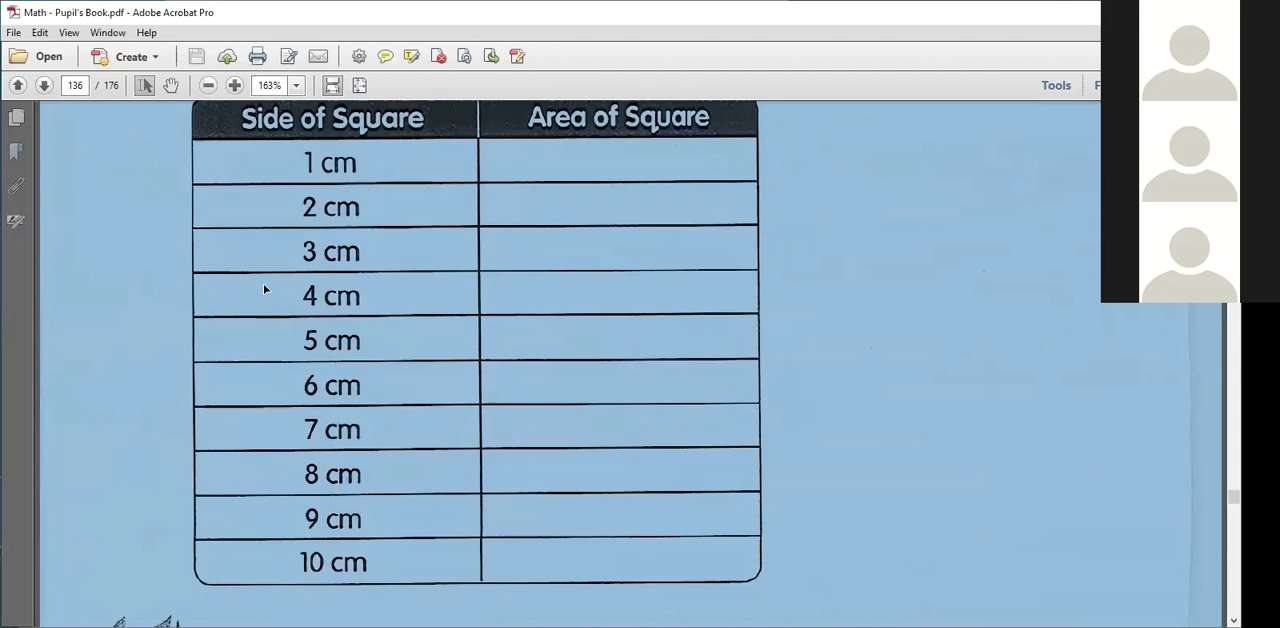 Math - Pupil's Book.pdf - Adobe Acrobat Pro
File Edit View Window Help
Open Create
136 / 176 163% Tools F
Side of Square Area of Square
1 cm
2 cm
3 cm
4 cm
5 cm
6 cm
7 cm
8 cm
9 cm
10 cm